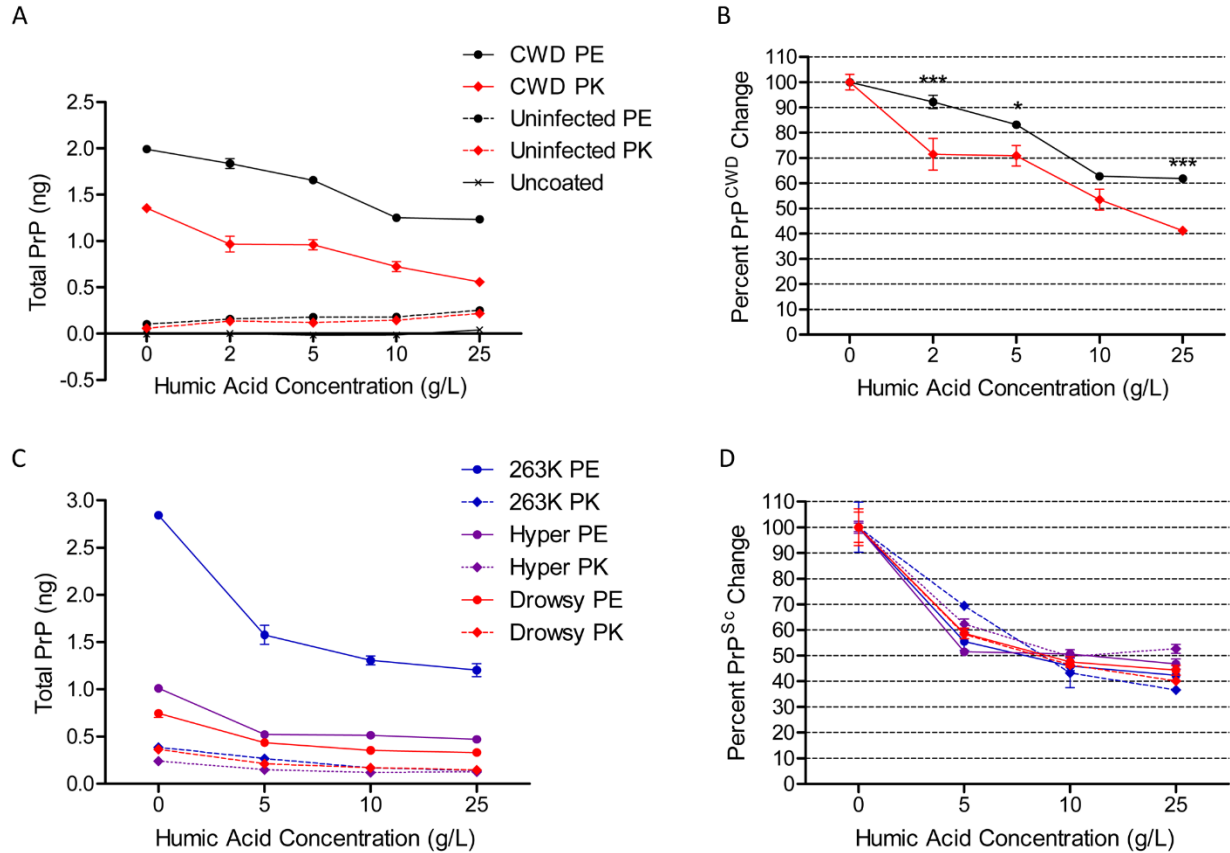 A
CWD PE
CWD PK
Uninfected PE
Uninfected PK
Uncoated
2.5
2.0
1.5
1.0
0.5
0.0
-0.5
Total PrP (ng)
0 2 5 10 25
Humic Acid Concentration (g/L)
B
110
100
90
80
70
60
50
40
30
20
10
0
Percent PrP^CWD Change
***
*
***
0 2 5 10 25
Humic Acid Concentration (g/L)
C
263K PE
263K PK
Hyper PE
Hyper PK
Drowsy PE
Drowsy PK
3.0
2.5
2.0
1.5
1.0
0.5
0.0
Total PrP (ng)
0 5 10 25
Humic Acid Concentration (g/L)
D
110
100
90
80
70
60
50
40
30
20
10
0
Percent PrP^Sc Change
0 5 10 25
Humic Acid Concentration (g/L)